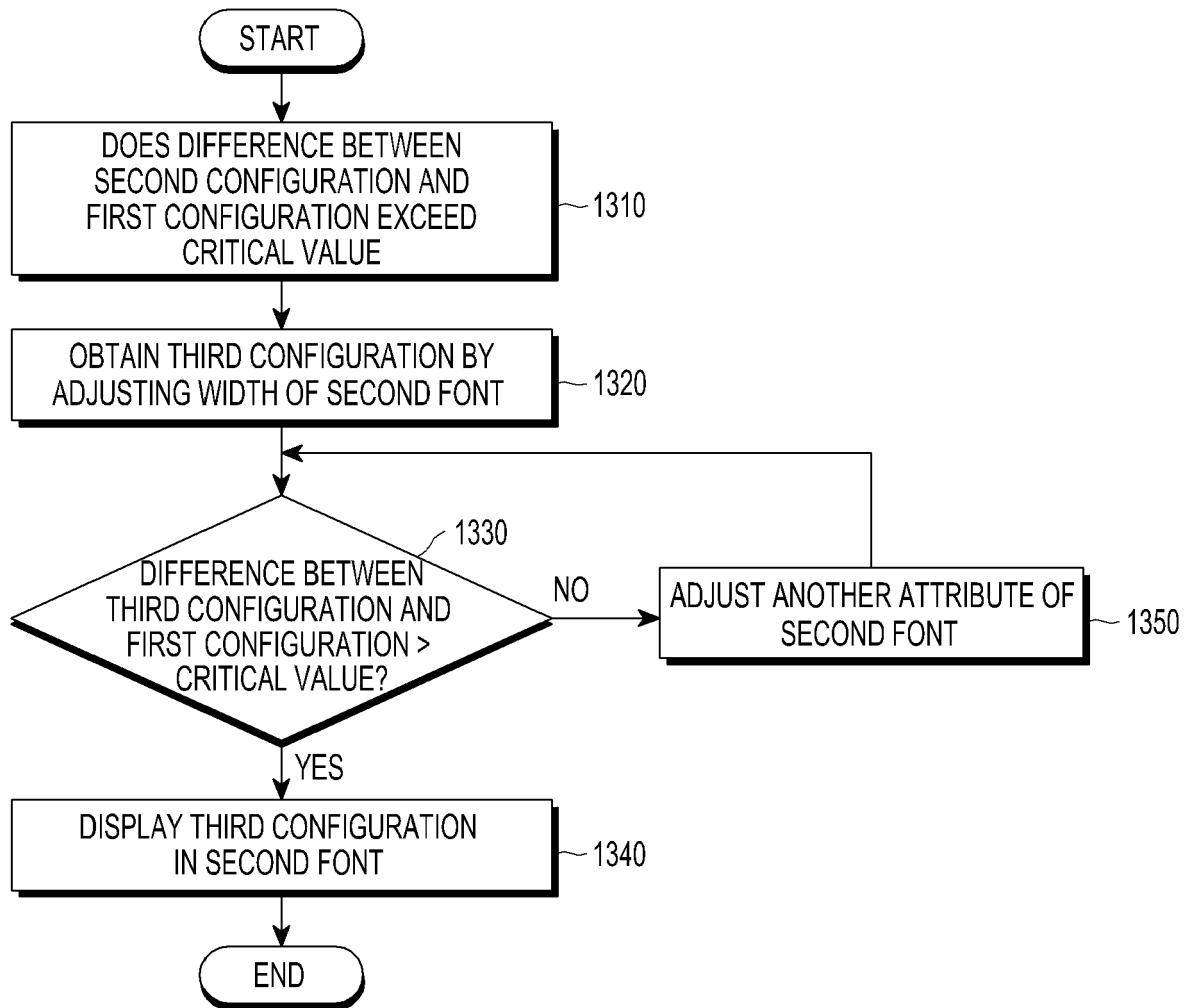 START
DOES DIFFERENCE BETWEEN
SECOND CONFIGURATION AND
FIRST CONFIGURATION EXCEED
CRITICAL VALUE
1310
OBTAIN THIRD CONFIGURATION BY
ADJUSTING WIDTH OF SECOND FONT
1320
1330
DIFFERENCE BETWEEN
THIRD CONFIGURATION AND
FIRST CONFIGURATION >
CRITICAL VALUE?
NO
ADJUST ANOTHER ATTRIBUTE OF
SECOND FONT
1350
YES
DISPLAY THIRD CONFIGURATION
IN SECOND FONT
1340
END